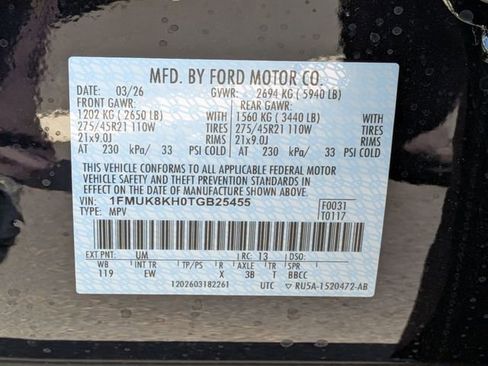 MFD. BY FORD MOTOR CO.
03/26 GVWR: 2694 KG ( 5940 LB)
FRONT GAWR: REAR GAWR:
1202 KG ( 2650 LB) WITH 1560 KG ( 3440 LB) WITH
275/45R21 110W TIRES 275/45R21 110W TIRES
21x9.0J RIMS 21x9.0J RIMS
AT 230 kPa/ 33 PSI COLD AT 230 kPa/ 33 PSI COLD
THIS VEHICLE CONFORMS TO ALL APPLICABLE FEDERAL MOTOR
VEHICLE SAFETY AND THEFT PREVENTION STANDARDS IN
EFFECT ON THE DATE OF MANUFACTURE SHOWN ABOVE.
VIN: 1FMUK8KH0TGB25455 F0031
TYPE: MPV T0117
EXT PNT: UM RC: 13 DSO:
WB INT TR TP/PS R AXLE TR SPR
119 EW X 3B T BBCC
1202603182261 UTC RU5A-1520472-AB